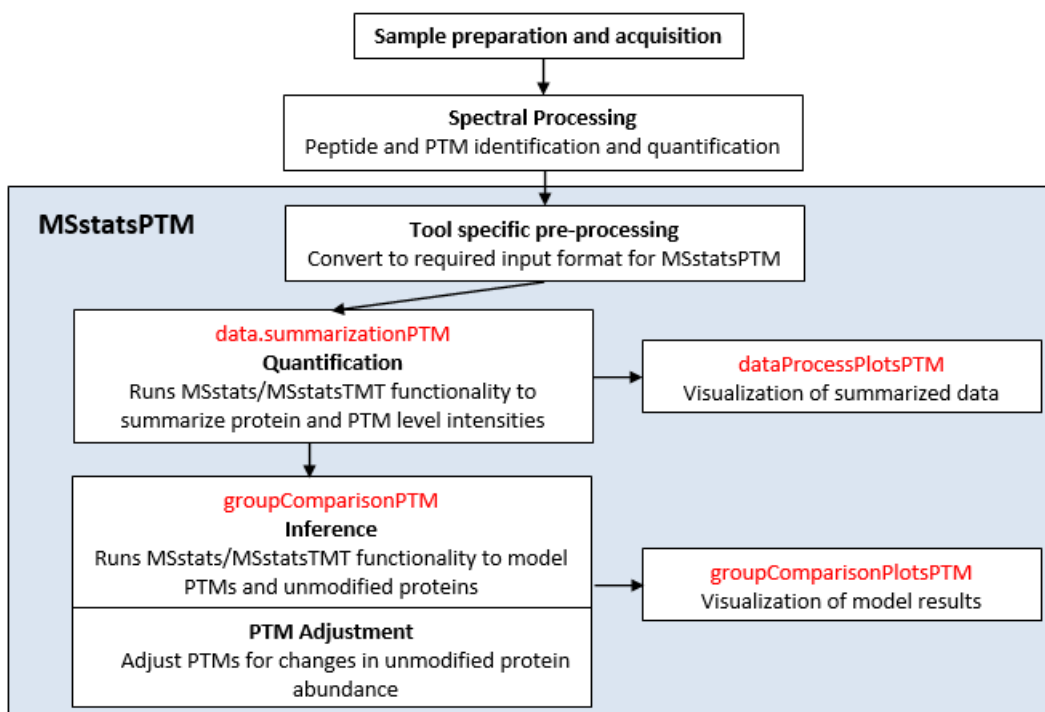 Sample preparation and acquisition
Spectral Processing
Peptide and PTM identification and quantification
MSstatsPTM
Tool specific pre-processing
Convert to required input format for MSstatsPTM
data.summarizationPTM
Quantification
Runs MSstats/MSstatsTMT functionality to
summarize protein and PTM level intensities
dataProcessPlotsPTM
Visualization of summarized data
groupComparisonPTM
Inference
Runs MSstats/MSstatsTMT functionality to model
PTMs and unmodified proteins
groupComparisonPlotsPTM
Visualization of model results
PTM Adjustment
Adjust PTMs for changes in unmodified protein
abundance